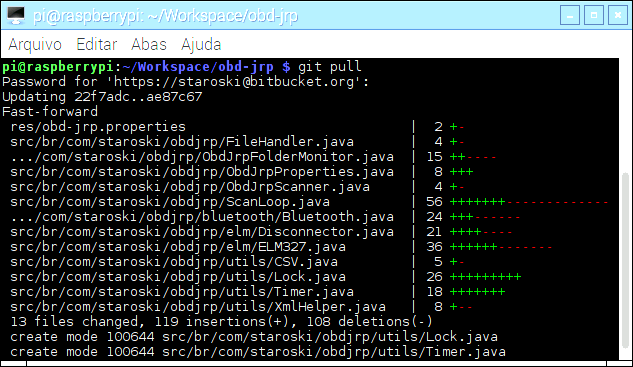 pi@raspberrypi: ~/Workspace/obd-jrp
Arquivo Editar Abas Ajuda
pi@raspberrypi:~/Workspace/obd-jrp $ git pull
Password for 'https://staroski@bitbucket.org':
Updating 22f7adc..ae87c67
Fast-forward
res/obd-jrp.properties | 2 +-
src/br/com/staroski/obdjrp/FileHandler.java | 4 +-
.../com/staroski/obdjrp/ObdJrpFolderMonitor.java | 15 ++----
src/br/com/staroski/obdjrp/ObdJrpProperties.java | 8 +++
src/br/com/staroski/obdjrp/ObdJrpScanner.java | 4 +-
src/br/com/staroski/obdjrp/ScanLoop.java | 56 +++++++-------------
.../com/staroski/obdjrp/bluetooth/Bluetooth.java | 24 +++------
src/br/com/staroski/obdjrp/elm/Disconnector.java | 21 ++++----
src/br/com/staroski/obdjrp/elm/ELM327.java | 36 ++++++-------
src/br/com/staroski/obdjrp/utils/CSV.java | 5 +-
src/br/com/staroski/obdjrp/utils/Lock.java | 26 +++++++++
src/br/com/staroski/obdjrp/utils/Timer.java | 18 +++++++
src/br/com/staroski/obdjrp/utils/XmlHelper.java | 8 +--
13 files changed, 119 insertions(+), 108 deletions(-)
create mode 100644 src/br/com/staroski/obdjrp/utils/Lock.java
create mode 100644 src/br/com/staroski/obdjrp/utils/Timer.java